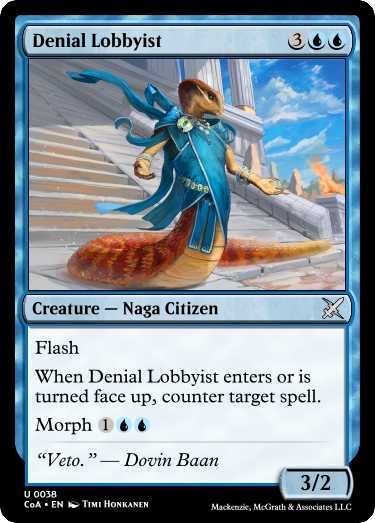 Denial Lobbyist 3
Creature — Naga Citizen
Flash
When Denial Lobbyist enters or is
turned face up, counter target spell.
Morph 1
“Veto.” — Dovin Baan
3/2
U 0038
CoA • EN Timi Honkanen
Mackenzie, McGrath & Associates LLC